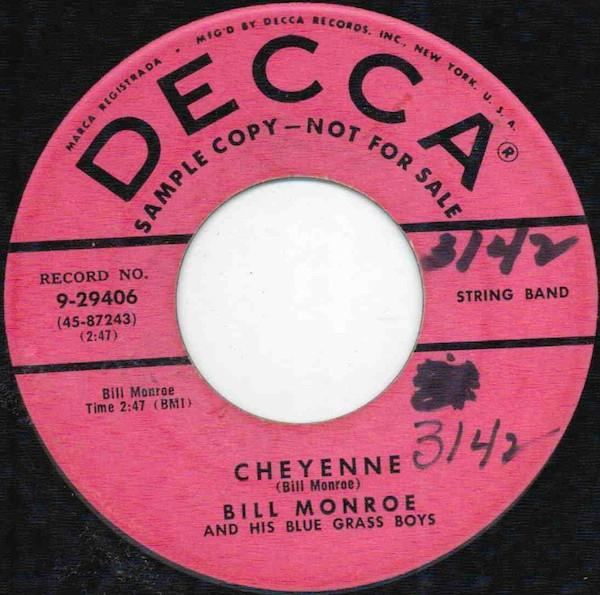 MARCA REGISTRADA • MFG'D BY DECCA RECORDS, INC., NEW YORK, U. S. A.
DECCA®
SAMPLE COPY—NOT FOR SALE
3142
RECORD NO.
9-29406
(45-87243)
(2:47)
STRING BAND
Bill Monroe
Time 2:47 (BMI)
3142
CHEYENNE
(Bill Monroe)
BILL MONROE
AND HIS BLUE GRASS BOYS